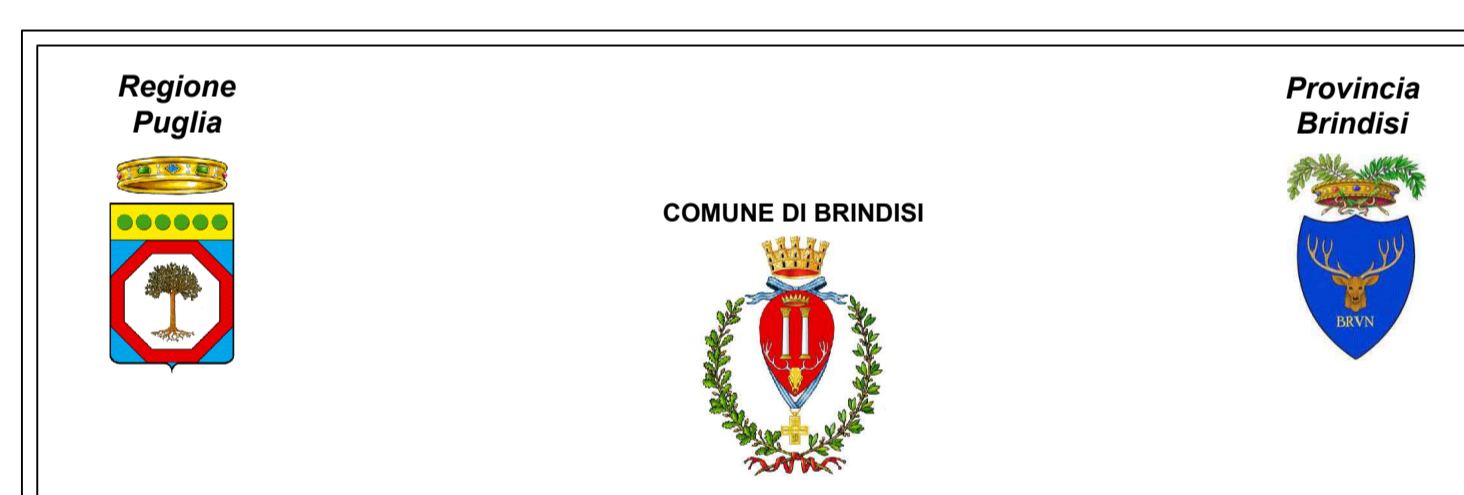 Regione
Puglia
Provincia
Brindisi
COMUNE DI BRINDISI
BRVN